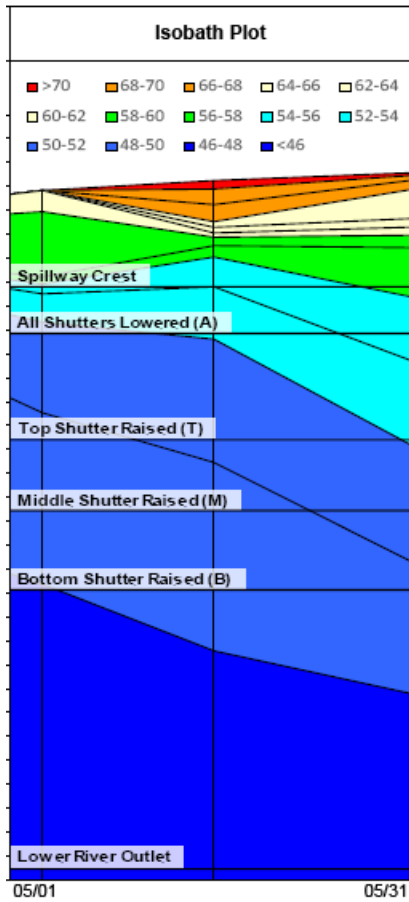 Isobath Plot
>70 68-70 66-68 64-66 62-64
60-62 58-60 56-58 54-56 52-54
50-52 48-50 46-48 <46
Spillway Crest
All Shutters Lowered (A)
Top Shutter Raised (T)
Middle Shutter Raised (M)
Bottom Shutter Raised (B)
Lower River Outlet
05/01 05/31